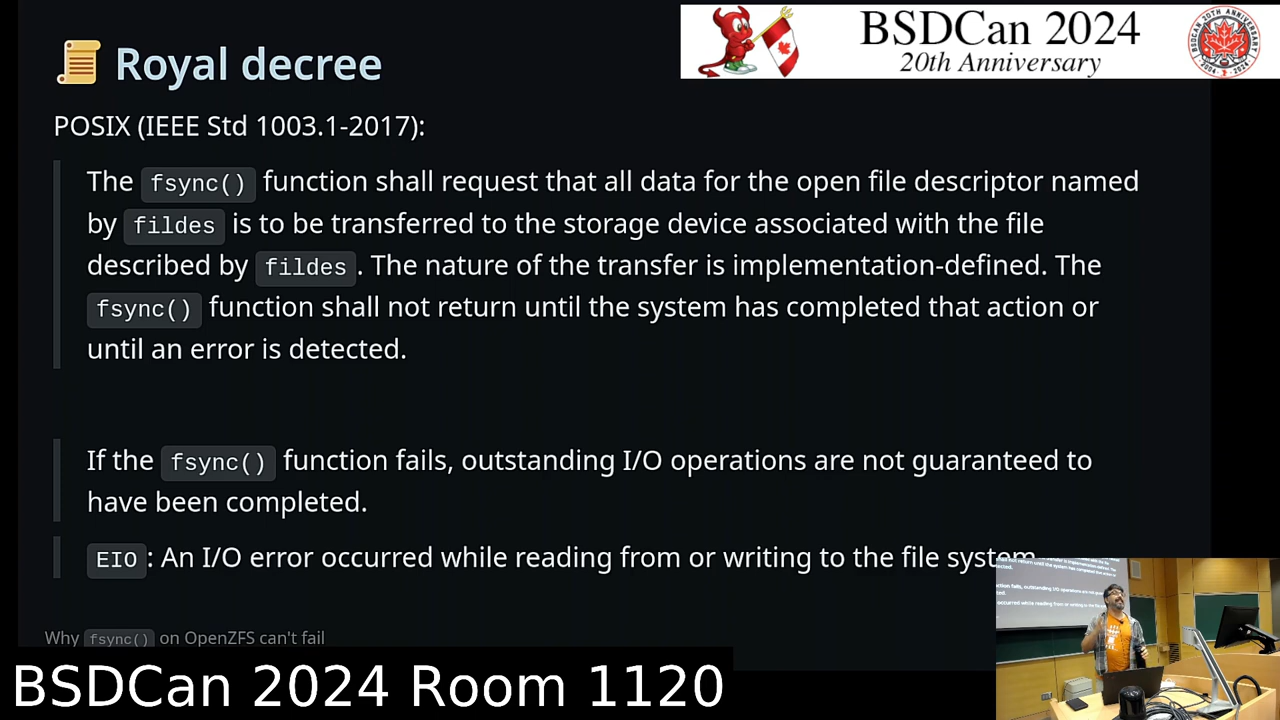 Royal decree
BSDCan 2024
20th Anniversary
POSIX (IEEE Std 1003.1-2017):
The fsync() function shall request that all data for the open file descriptor named
by fildes is to be transferred to the storage device associated with the file
described by fildes. The nature of the transfer is implementation-defined. The
fsync() function shall not return until the system has completed that action or
until an error is detected.
If the fsync() function fails, outstanding I/O operations are not guaranteed to
have been completed.
EIO: An I/O error occurred while reading from or writing to the file system
Why fsync() on OpenZFS can't fail
BSDCan 2024 Room 1120